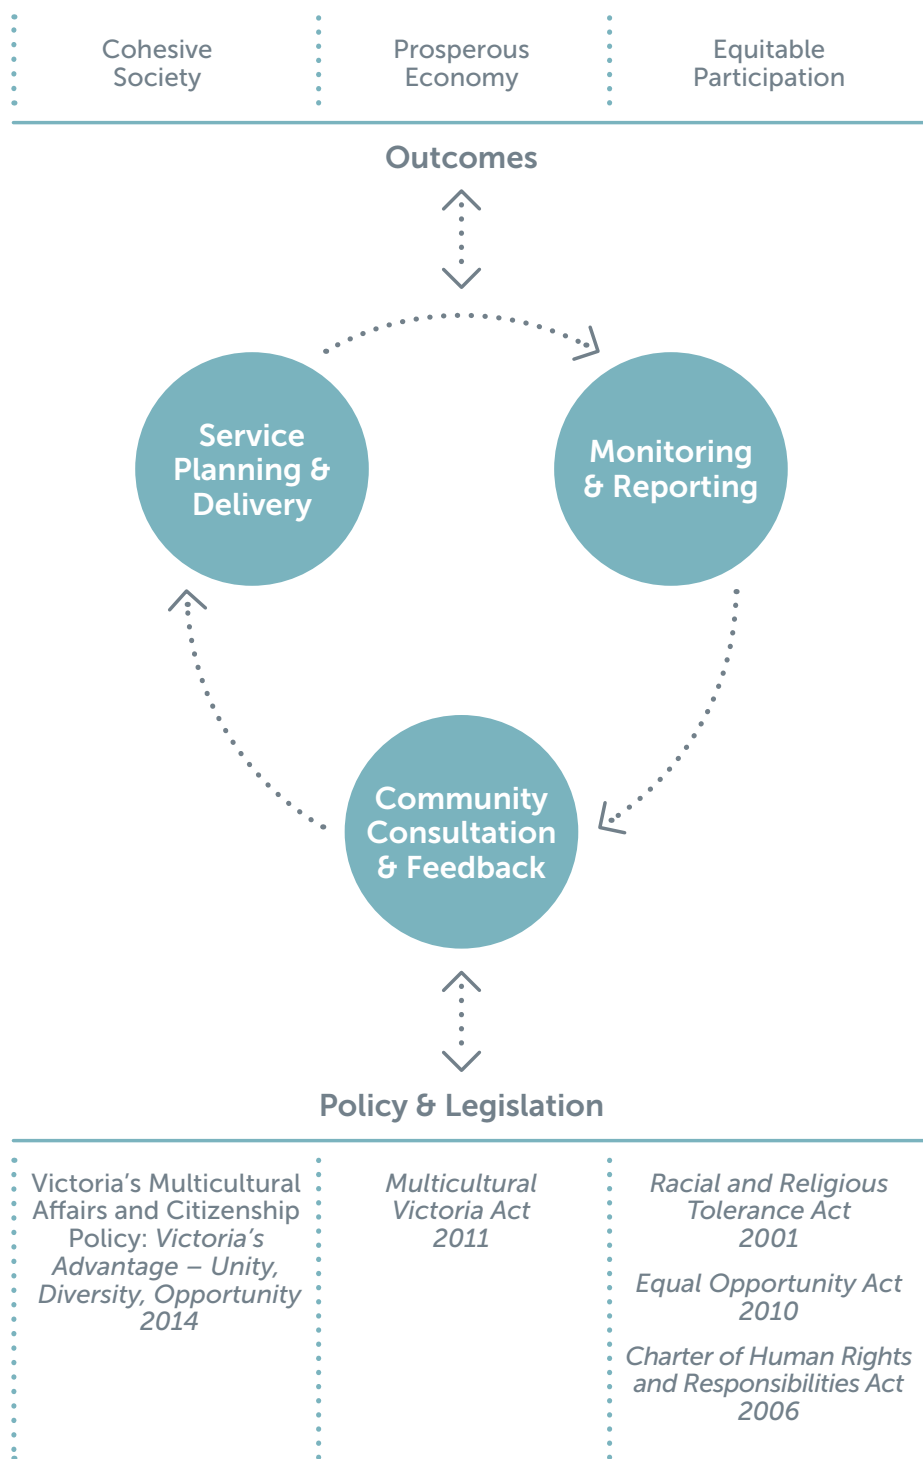 Cohesive
Society
Prosperous
Economy
Equitable
Participation
Outcomes
Service
Planning &
Delivery
Monitoring
& Reporting
Community
Consultation
& Feedback
Policy & Legislation
Victoria’s Multicultural
Affairs and Citizenship
Policy: Victoria’s
Advantage – Unity,
Diversity, Opportunity
2014
Multicultural
Victoria Act
2011
Racial and Religious
Tolerance Act
2001
Equal Opportunity Act
2010
Charter of Human Rights
and Responsibilities Act
2006